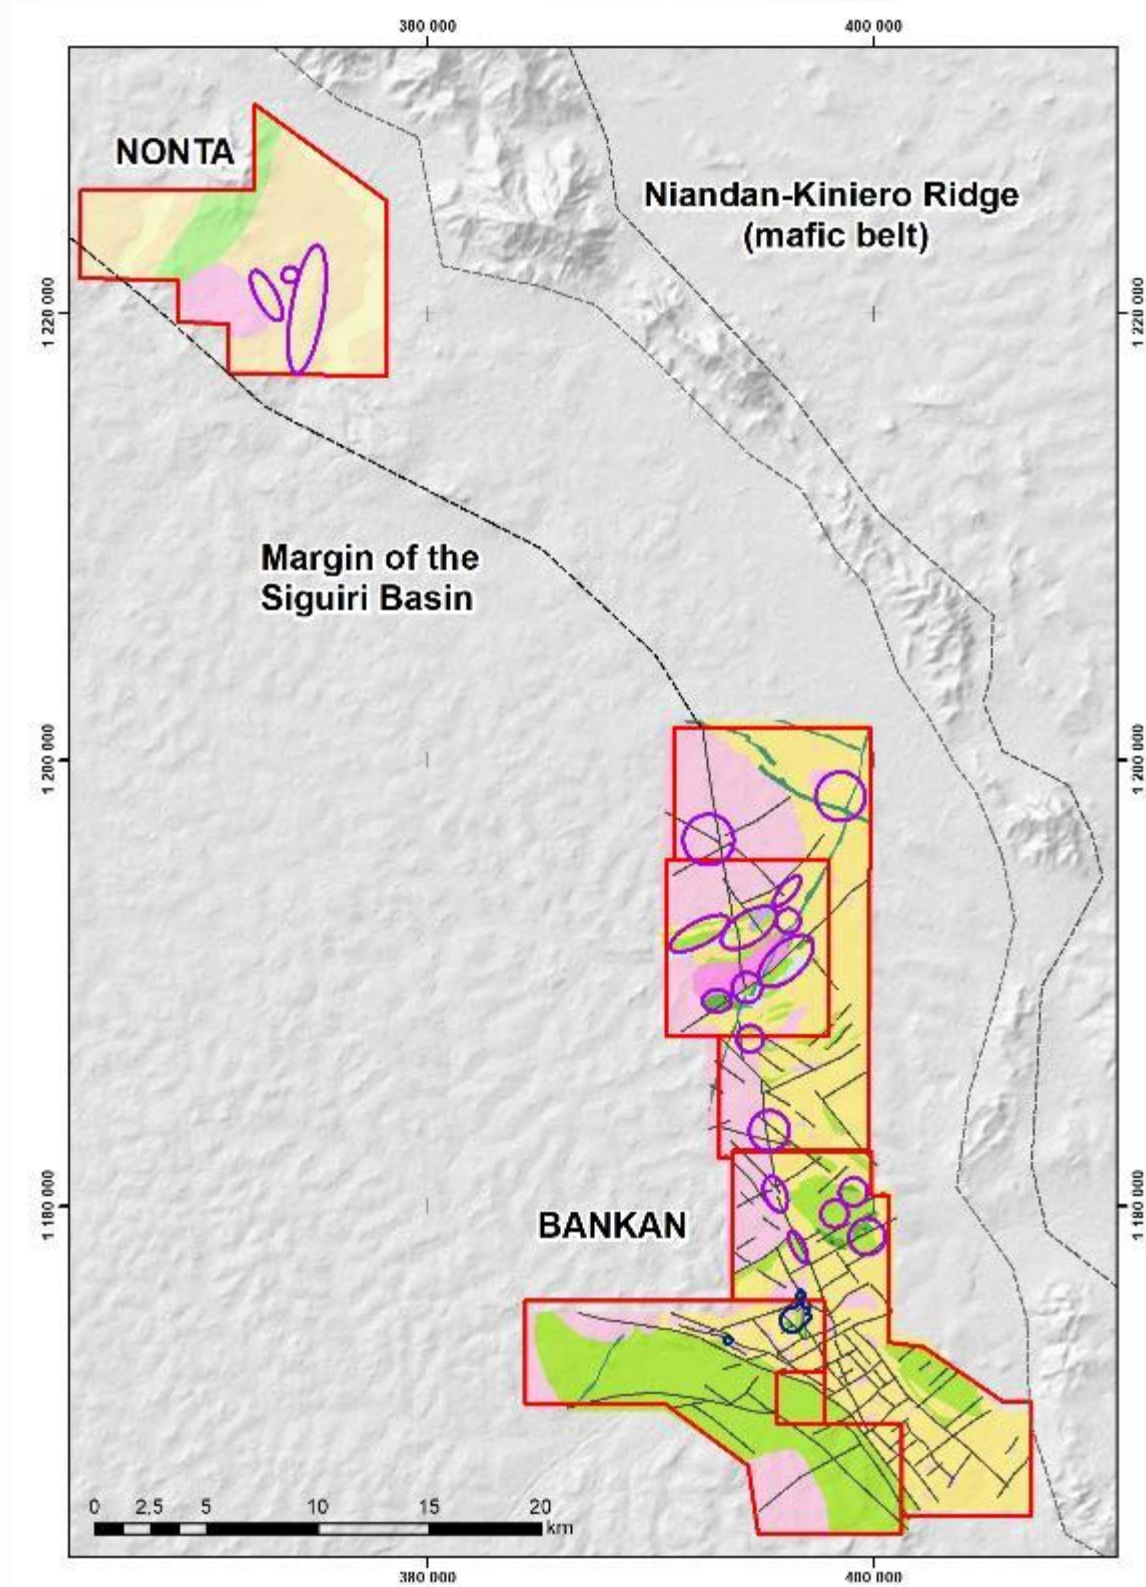 380 000
400 000
NONTA
Niandan-Kiniero Ridge
(mafic belt)
1 220 000
1 220 000
Margin of the
Siguiri Basin
1 200 000
1 200 000
1 180 000
1 180 000
BANKAN
0 2,5 5 10 15 20
km
380 000
400 000